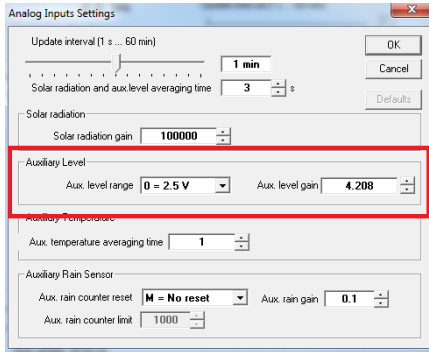 Analog Inputs Settings
Update interval (1 s ... 60 min)
1 min
OK
Solar radiation and aux.level averaging time 3 s
Cancel
Defaults
Solar radiation
Solar radiation gain 100000
Auxiliary Level
Aux. level range 0 = 2.5 V Aux. level gain 4.208
Auxiliary Temperature
Aux. temperature averaging time 1
Auxiliary Rain Sensor
Aux. rain counter reset M = No reset Aux. rain gain 0.1
Aux. rain counter limit 1000